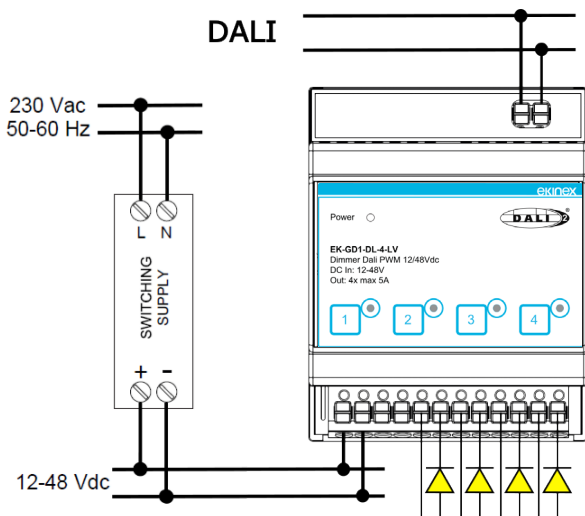 DALI
230 Vac
50-60 Hz
ekinex
Power
DALI 2
®
L N
EK-GD1-DL-4-LV
Dimmer Dali PWM 12/48Vdc
DC In: 12-48V
Out: 4x max 5A
SWITCHING
SUPPLY
1 2 3 4
+ -
12-48 Vdc